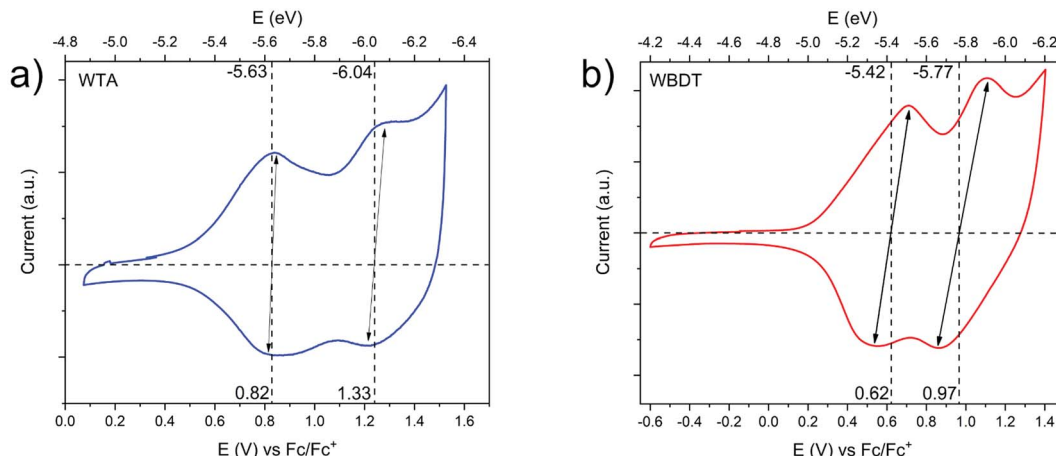 E (eV)
-4.8 -5.0 -5.2 -5.4 -5.6 -5.8 -6.0 -6.2 -6.4
a)
WTA
-5.63 -6.04
Current (a.u.)
0.82 1.33
0.0 0.2 0.4 0.6 0.8 1.0 1.2 1.4 1.6
E (V) vs Fc/Fc+
E (eV)
-4.2 -4.4 -4.6 -4.8 -5.0 -5.2 -5.4 -5.6 -5.8 -6.0 -6.2
b)
WBDT
-5.42 -5.77
Current (a.u.)
0.62 0.97
-0.6 -0.4 -0.2 0.0 0.2 0.4 0.6 0.8 1.0 1.2 1.4
E (V) vs Fc/Fc+